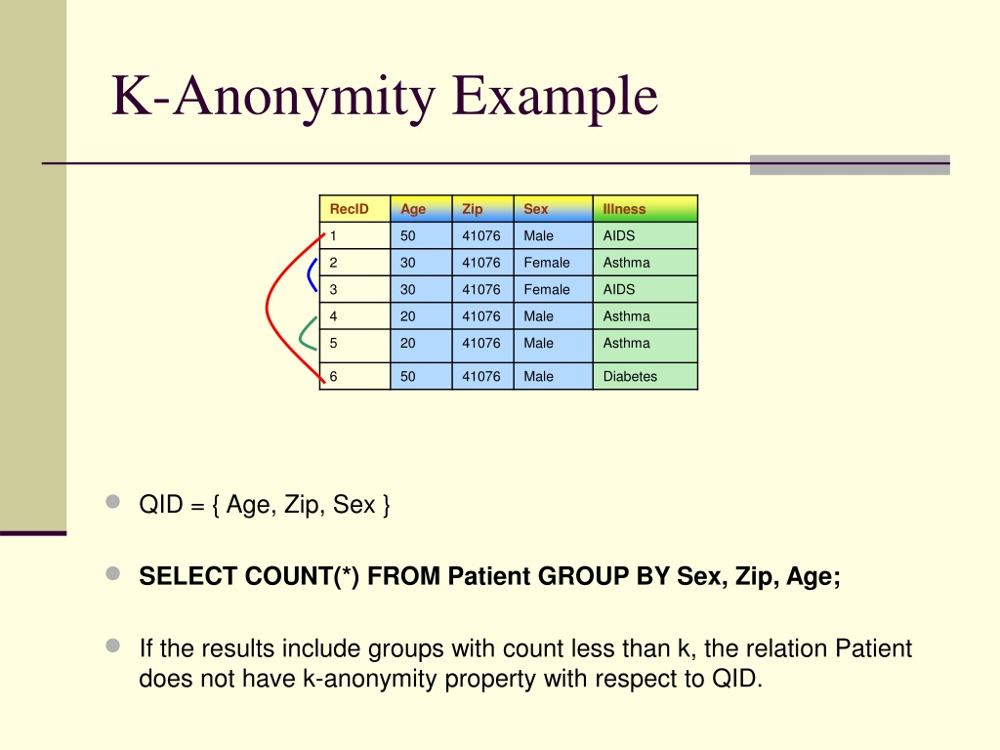 K-Anonymity Example
RecID Age Zip Sex Illness
1 50 41076 Male AIDS
2 30 41076 Female Asthma
3 30 41076 Female AIDS
4 20 41076 Male Asthma
5 20 41076 Male Asthma
6 50 41076 Male Diabetes
QID = { Age, Zip, Sex }
SELECT COUNT(*) FROM Patient GROUP BY Sex, Zip, Age;
If the results include groups with count less than k, the relation Patient
does not have k-anonymity property with respect to QID.